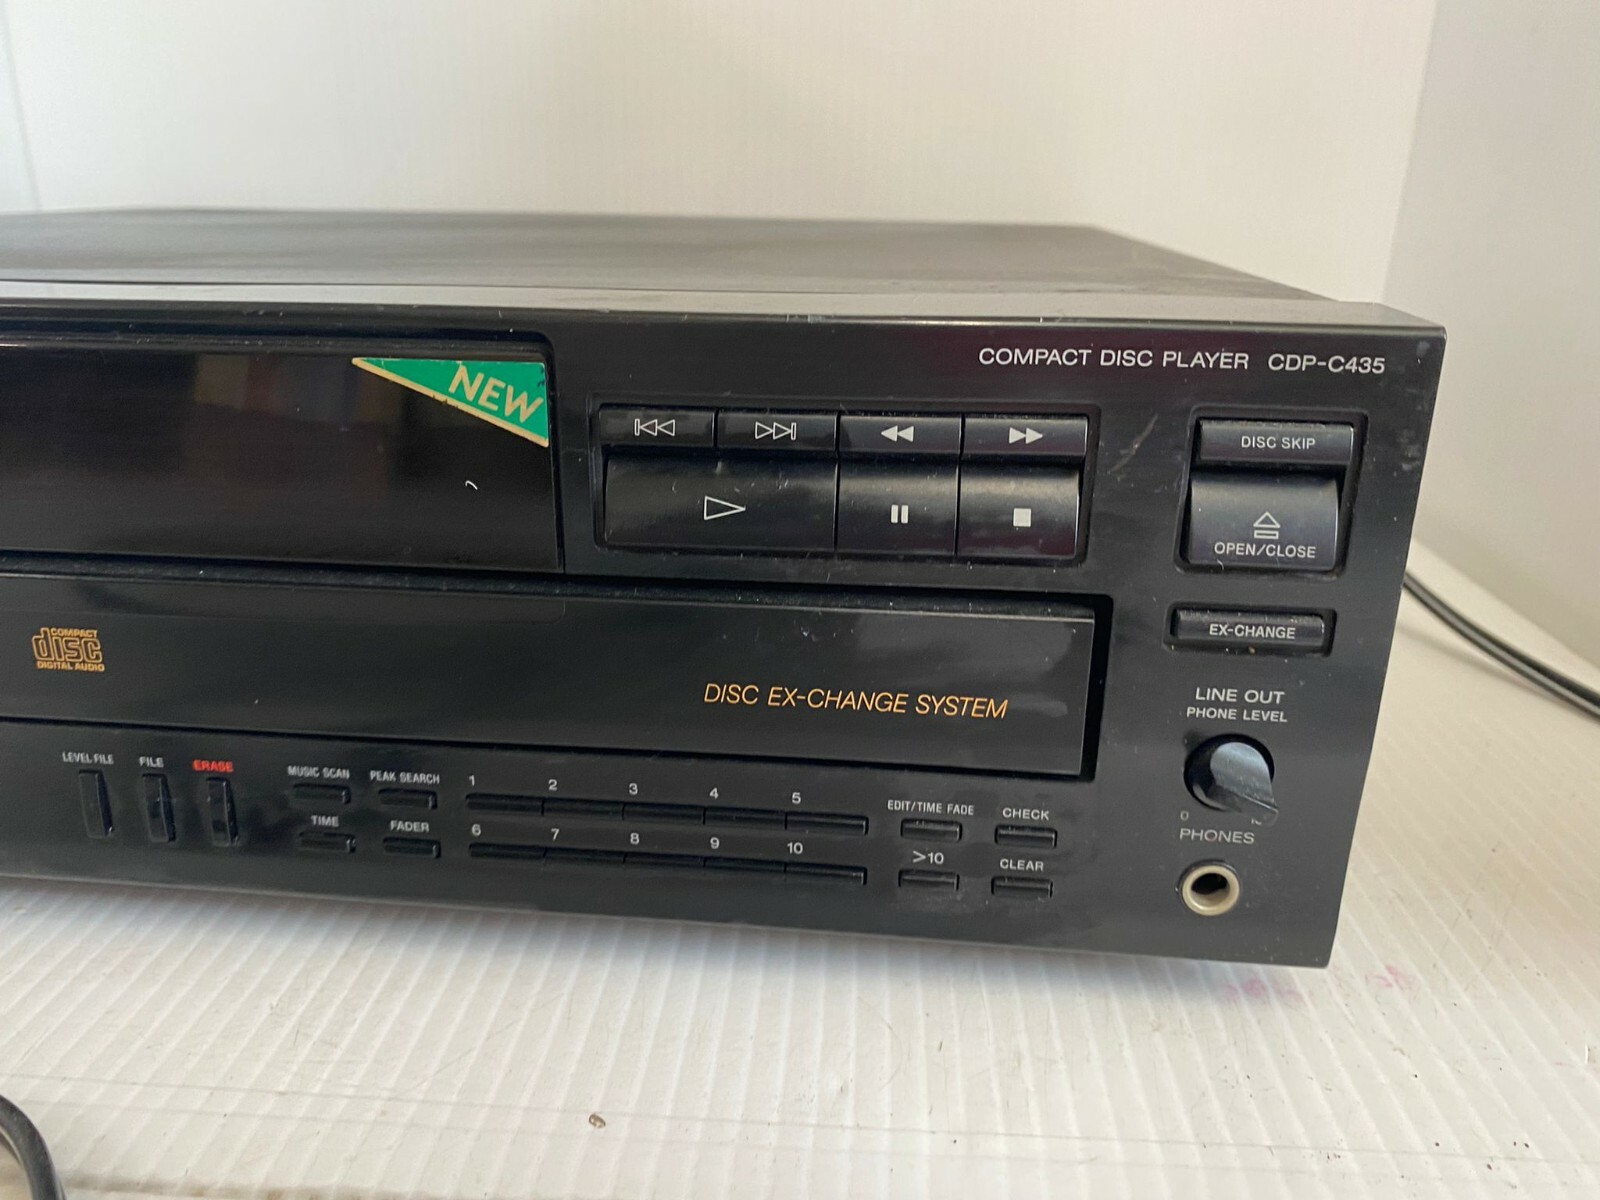 COMPACT DISC PLAYER CDP-C435
NEW
DISC SKIP
OPEN/CLOSE
EX-CHANGE
COMPACT
disc
DIGITAL AUDIO
DISC EX-CHANGE SYSTEM
LINE OUT
PHONE LEVEL
LEVEL FILE FILE ERASE MUSIC SCAN PEAK SEARCH 1 2 3 4 5 EDIT/TIME FADE CHECK
TIME FADER 6 7 8 9 10 >10 CLEAR
0 10
PHONES